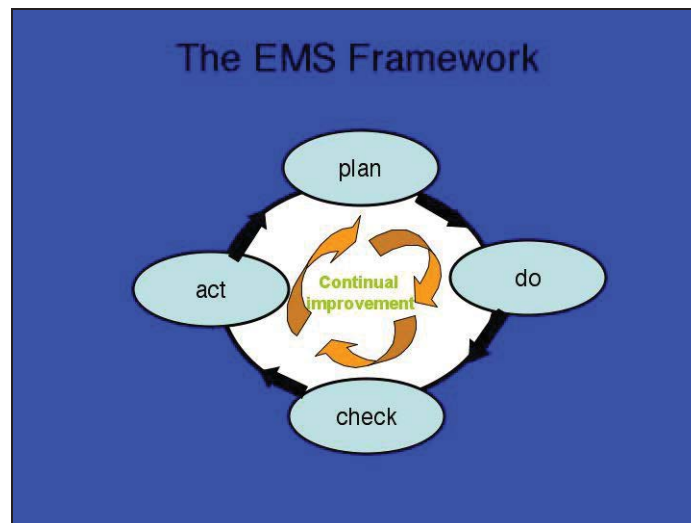 The EMS Framework
plan
act
Continual
improvement
do
check